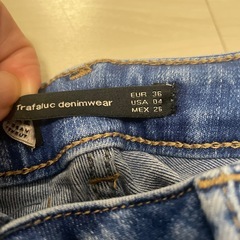 Trafaluc denimwear
EUR 36
USA 04
MEX 26